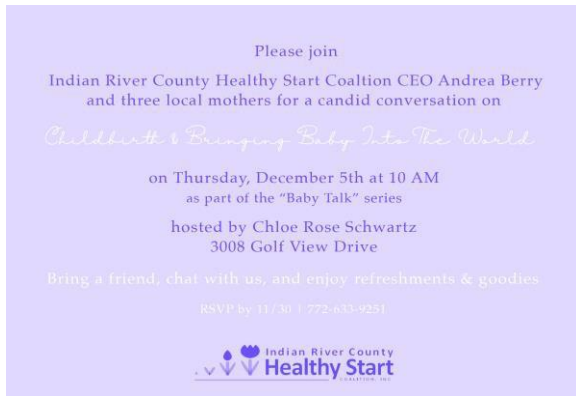 Please join
Indian River County Healthy Start Coaltion CEO Andrea Berry
and three local mothers for a candid conversation on
Childbirth & Bringing Baby Into The World
on Thursday, December 5th at 10 AM
as part of the “Baby Talk” series
hosted by Chloe Rose Schwartz
3008 Golf View Drive
Bring a friend, chat with us, and enjoy refreshments & goodies
RSVP by 11/30 | 772-633-9251
Indian River County
Healthy Start
COALITION, INC